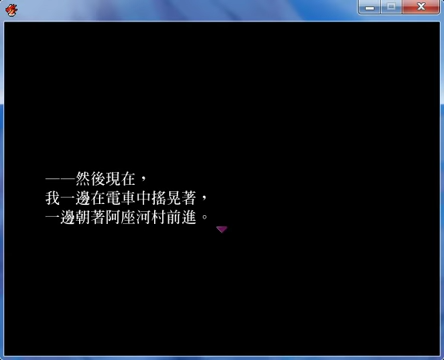 ——然後現在，
我一邊在電車中搖晃著，
一邊朝著阿座河村前進。